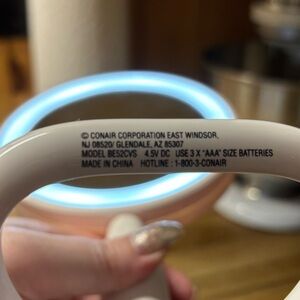 © CONAIR CORPORATION EAST WINDSOR,
NJ 08520/ GLENDALE, AZ 85307
MODEL BE52CVS 4.5V DC USE 3 X "AAA" SIZE BATTERIES
MADE IN CHINA HOTLINE : 1-800-3-CONAIR